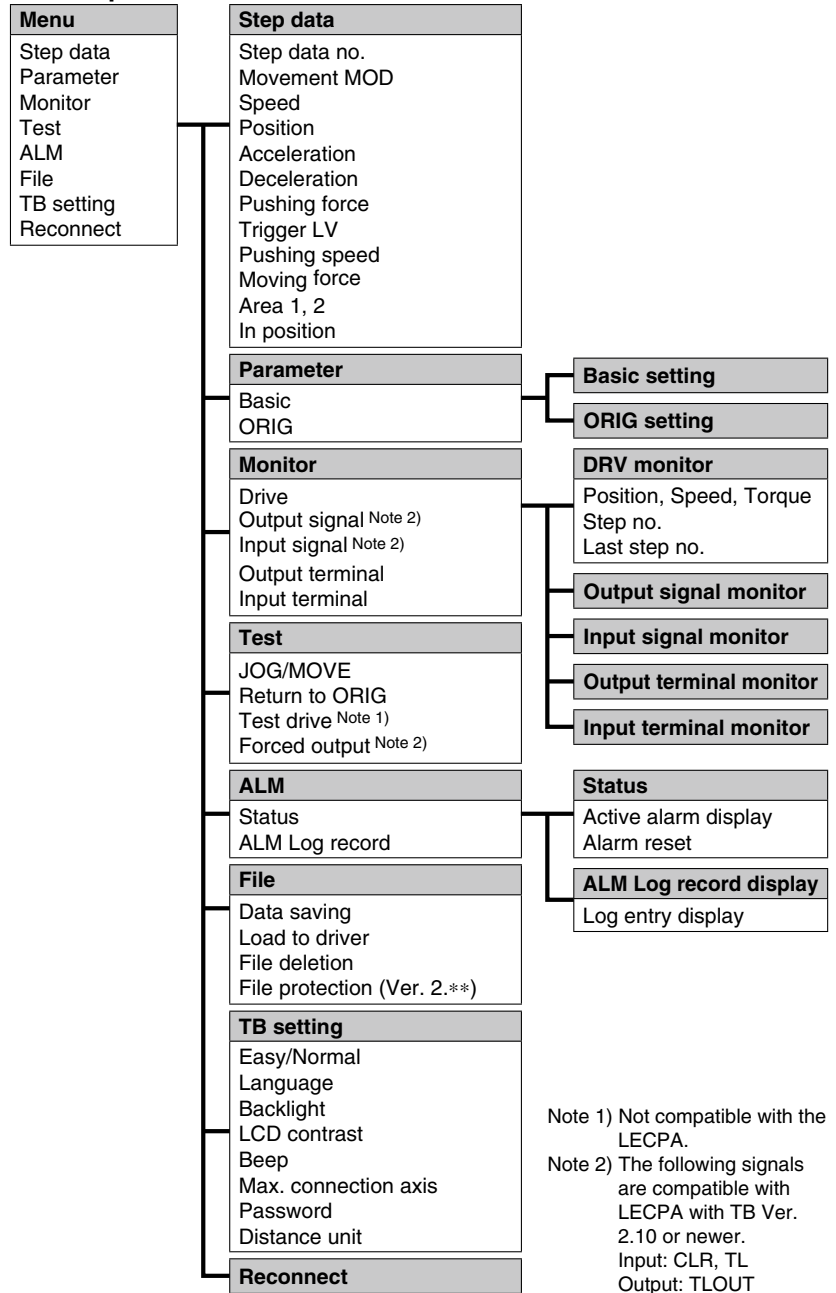 Menu
Step data
Parameter
Monitor
Test
ALM
File
TB setting
Reconnect
Step data
Step data no.
Movement MOD
Speed
Position
Acceleration
Deceleration
Pushing force
Trigger LV
Pushing speed
Moving force
Area 1, 2
In position
Parameter
Basic
ORIG
Basic setting
ORIG setting
Monitor
Drive
Output signal Note 2)
Input signal Note 2)
Output terminal
Input terminal
DRV monitor
Position, Speed, Torque
Step no.
Last step no.
Output signal monitor
Input signal monitor
Output terminal monitor
Input terminal monitor
Test
JOG/MOVE
Return to ORIG
Test drive Note 1)
Forced output Note 2)
ALM
Status
ALM Log record
Status
Active alarm display
Alarm reset
ALM Log record display
Log entry display
File
Data saving
Load to driver
File deletion
File protection (Ver. 2.∗∗)
TB setting
Easy/Normal
Language
Backlight
LCD contrast
Beep
Max. connection axis
Password
Distance unit
Reconnect
Note 1) Not compatible with the
LECPA.
Note 2) The following signals
are compatible with
LECPA with TB Ver.
2.10 or newer.
Input: CLR, TL
Output: TLOUT